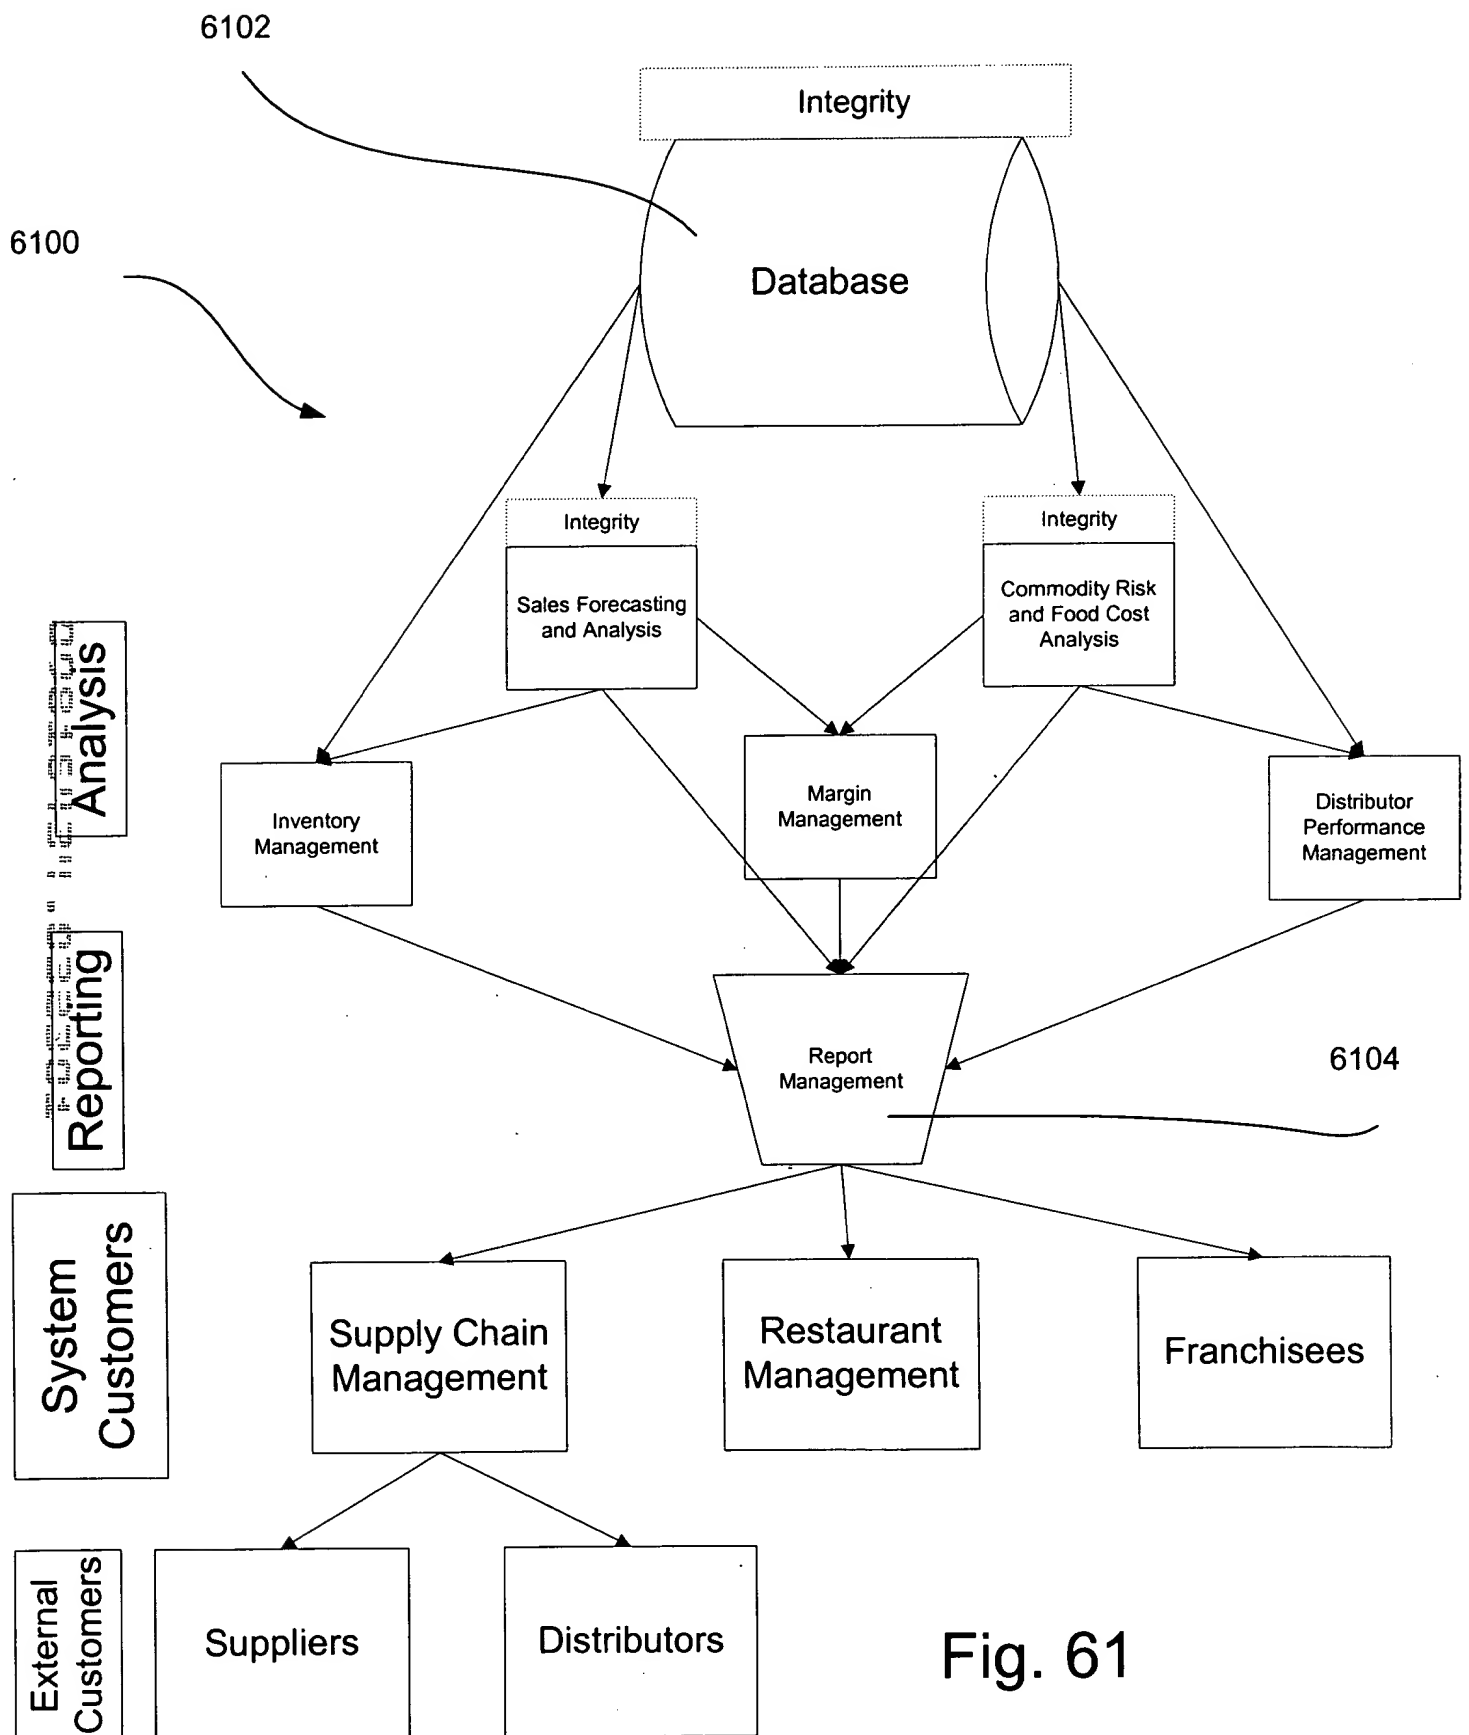 6102
Integrity
6100
Database
Integrity
Integrity
Sales Forecasting
and Analysis
Commodity Risk
and Food Cost
Analysis
Analysis
Inventory
Management
Margin
Management
Distributor
Performance
Management
Reporting
Report
Management
6104
System
Customers
Supply Chain
Management
Restaurant
Management
Franchisees
External
Customers
Suppliers
Distributors
Fig. 61